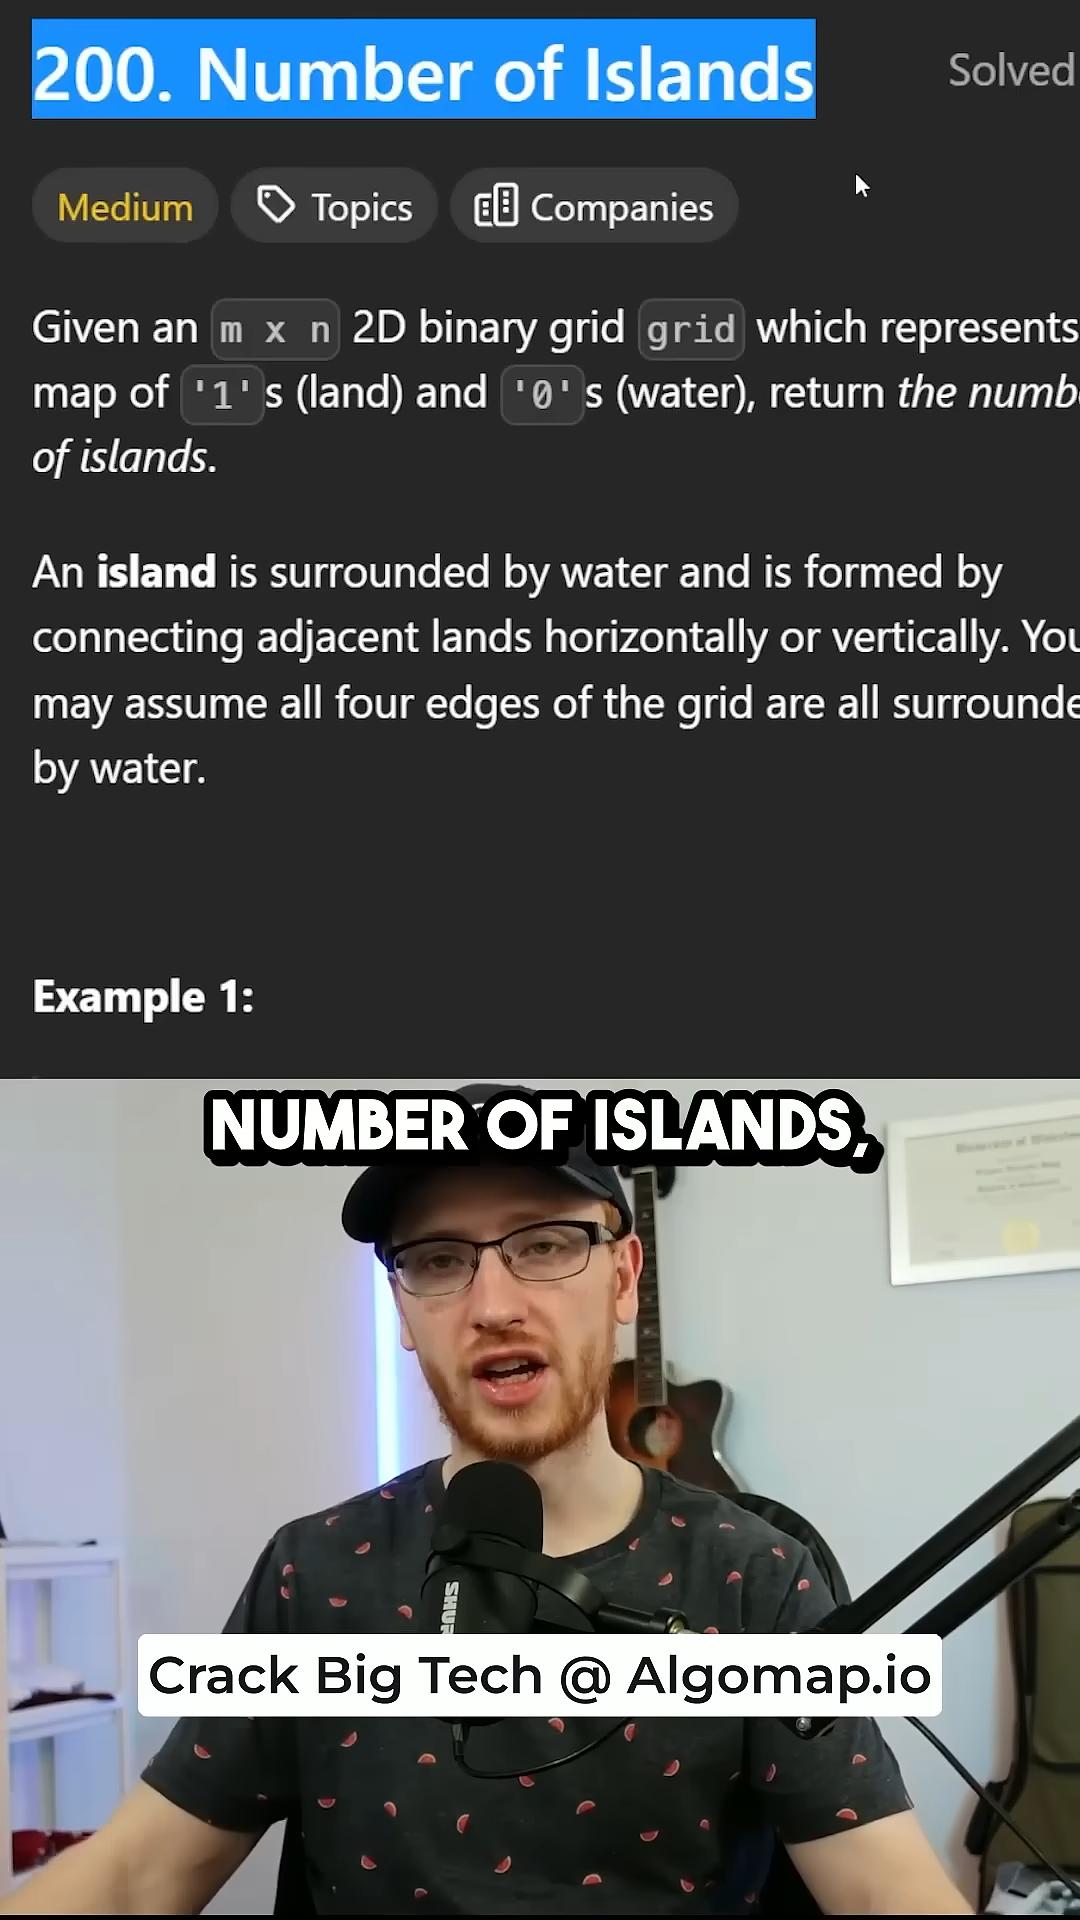 200. Number of Islands
Solved
Medium
Topics
Companies
Given an m x n 2D binary grid grid which represents
map of '1's (land) and '0's (water), return the numb
of islands.
An island is surrounded by water and is formed by
connecting adjacent lands horizontally or vertically. You
may assume all four edges of the grid are all surrounde
by water.
Example 1:
NUMBER OF ISLANDS,
SHUR
Crack Big Tech @ Algomap.io